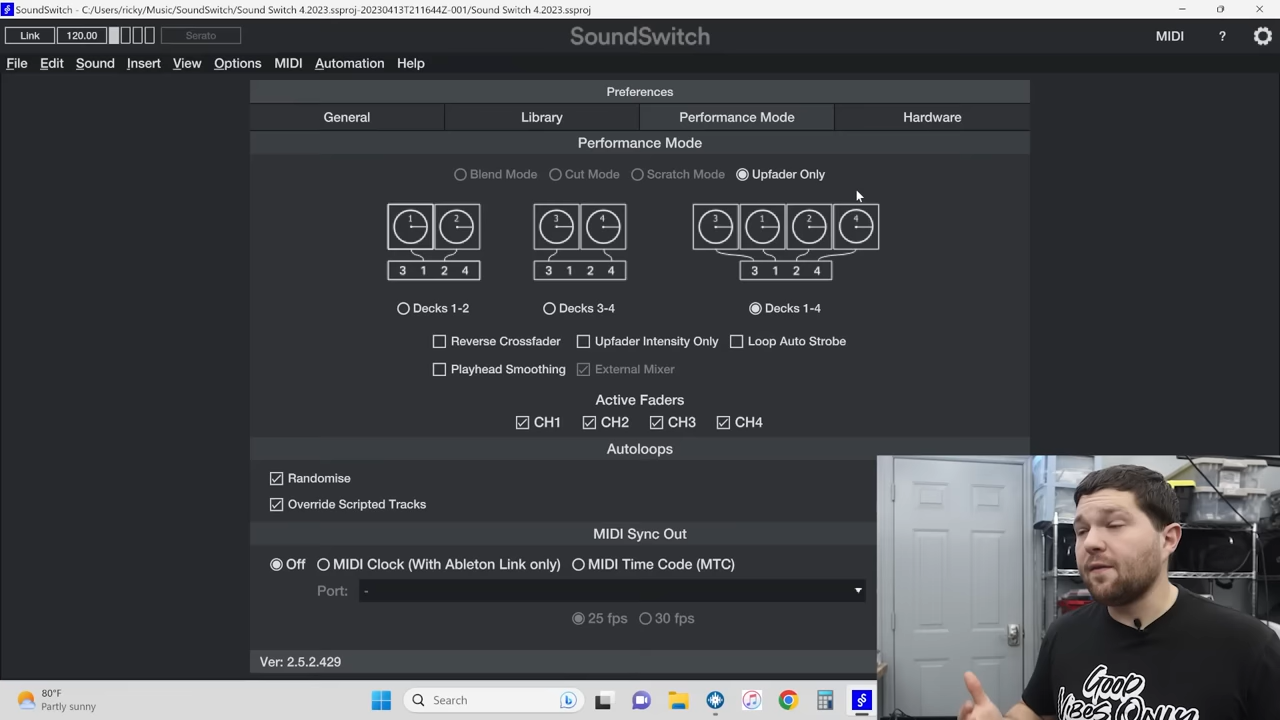 SoundSwitch - C:/Users/ricky/Music/SoundSwitch/Sound Switch 4.2023.ssproj-20230413T211644Z-001/Sound Switch 4.2023.ssproj
Link 120.00 Serato SoundSwitch MIDI ?
File Edit Sound Insert View Options MIDI Automation Help
Preferences
General Library Performance Mode Hardware
Performance Mode
Blend Mode Cut Mode Scratch Mode Upfader Only
1 2 3 4 3 1 2 4
3 1 2 4 3 1 2 4 3 1 2 4
Decks 1-2 Decks 3-4 Decks 1-4
Reverse Crossfader Upfader Intensity Only Loop Auto Strobe
Playhead Smoothing External Mixer
Active Faders
CH1 CH2 CH3 CH4
Autoloops
Randomise
Override Scripted Tracks
MIDI Sync Out
Off MIDI Clock (With Ableton Link only) MIDI Time Code (MTC)
Port: -
25 fps 30 fps
Ver: 2.5.2.429
80°F
Partly sunny
Search
Good
Vibes Only